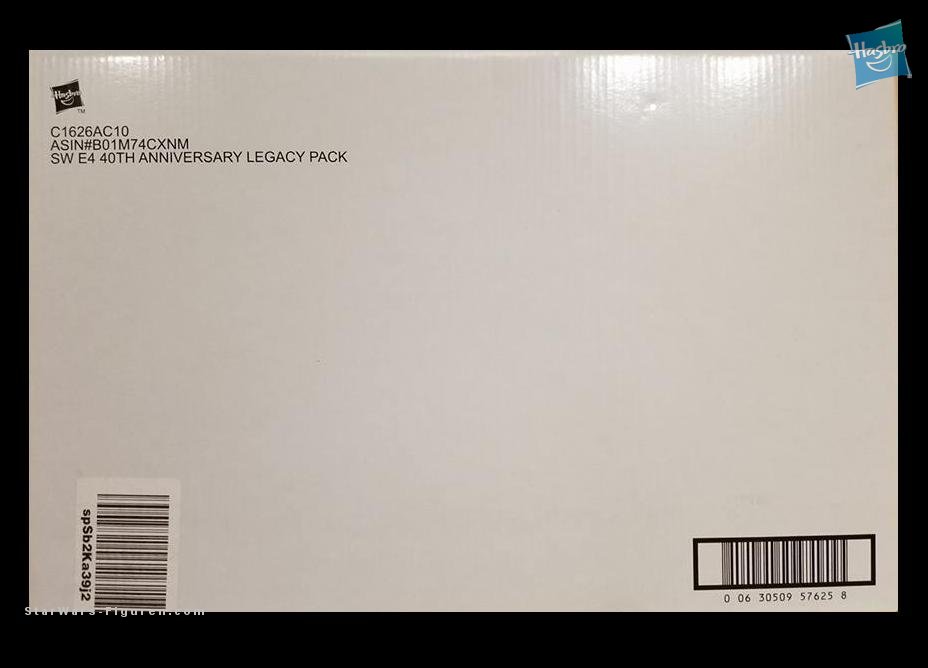 Hasbro
Hasbro
TM
C1626AC10
ASIN#B01M74CXNM
SW E4 40TH ANNIVERSARY LEGACY PACK
spSb2Ka39j2
0 06 30509 57625 8
StarWars-Figuren.com